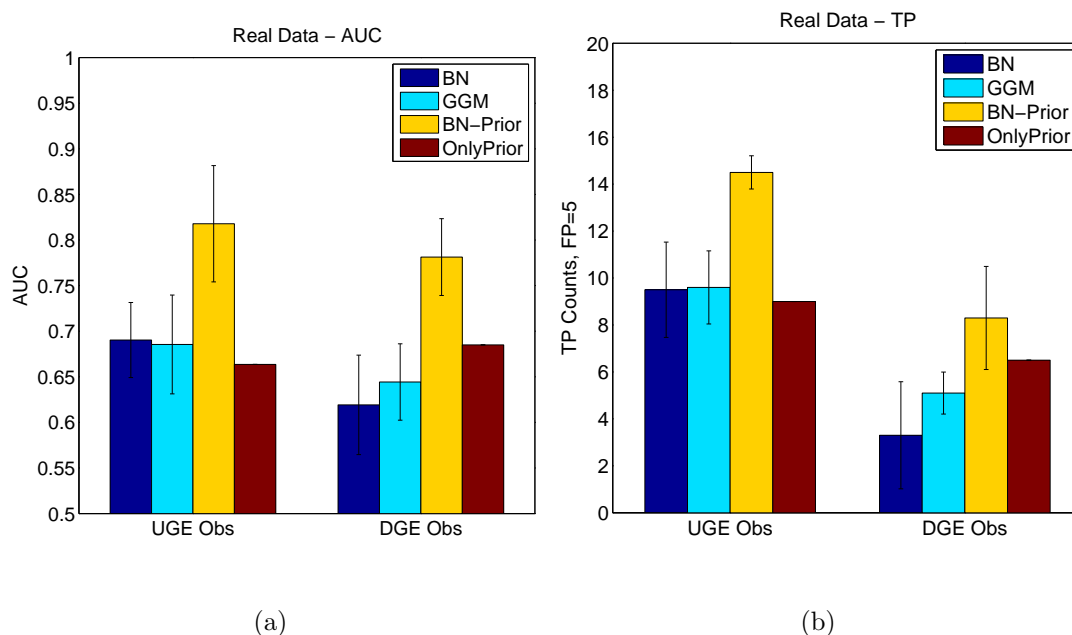 Real Data − AUC
1
0.95
0.9
0.85
0.8
0.75
0.7
0.65
0.6
0.55
0.5
AUC
BN
GGM
BN−Prior
OnlyPrior
UGE Obs
DGE Obs
(a)
Real Data − TP
20
18
16
14
12
10
8
6
4
2
0
TP Counts, FP=5
BN
GGM
BN−Prior
OnlyPrior
UGE Obs
DGE Obs
(b)